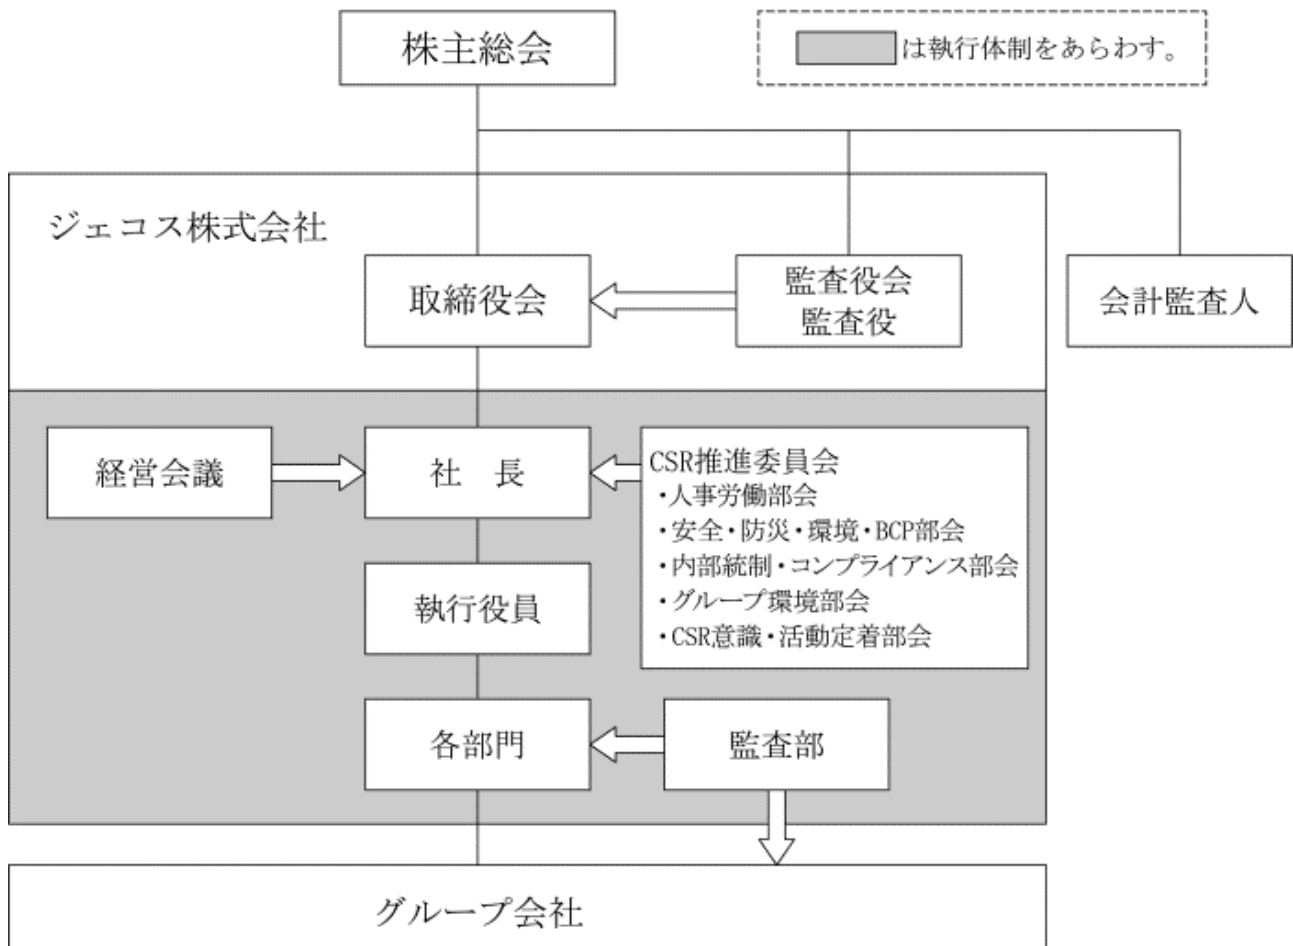 株主総会
は執行体制をあらわす。
ジェコス株式会社
取締役会
監査役会
監査役
会計監査人
経営会議
社 長
CSR推進委員会
・人事労働部会
・安全・防災・環境・BCP部会
・内部統制・コンプライアンス部会
・グループ環境部会
・CSR意識・活動定着部会
執行役員
各部門
監査部
グループ会社